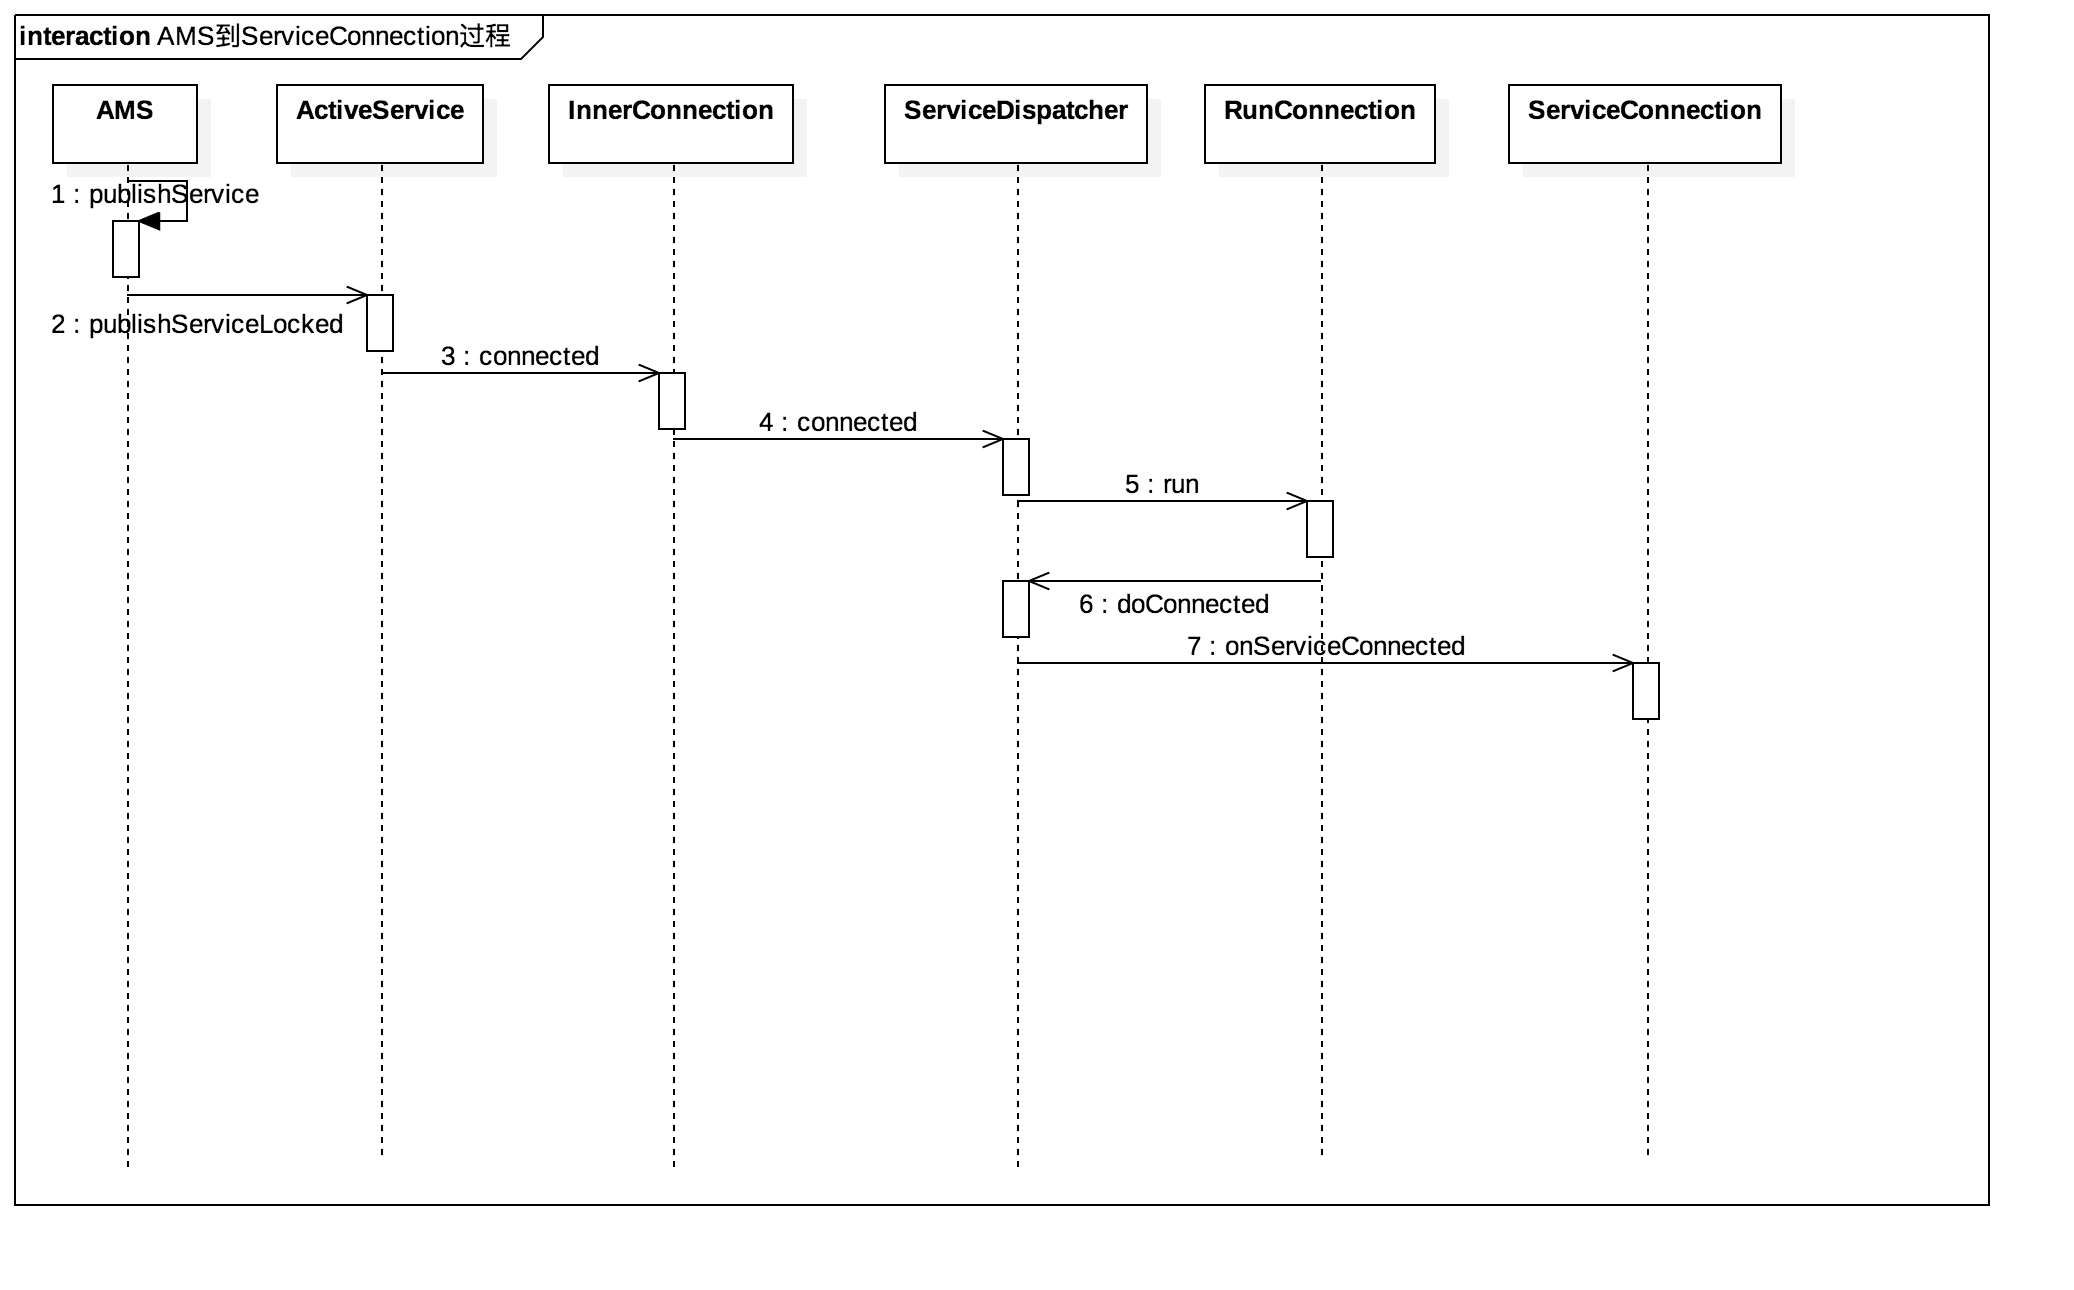 interaction AMS到ServiceConnection过程
AMS
ActiveService
InnerConnection
ServiceDispatcher
RunConnection
ServiceConnection
1 : publishService
2 : publishServiceLocked
3 : connected
4 : connected
5 : run
6 : doConnected
7 : onServiceConnected